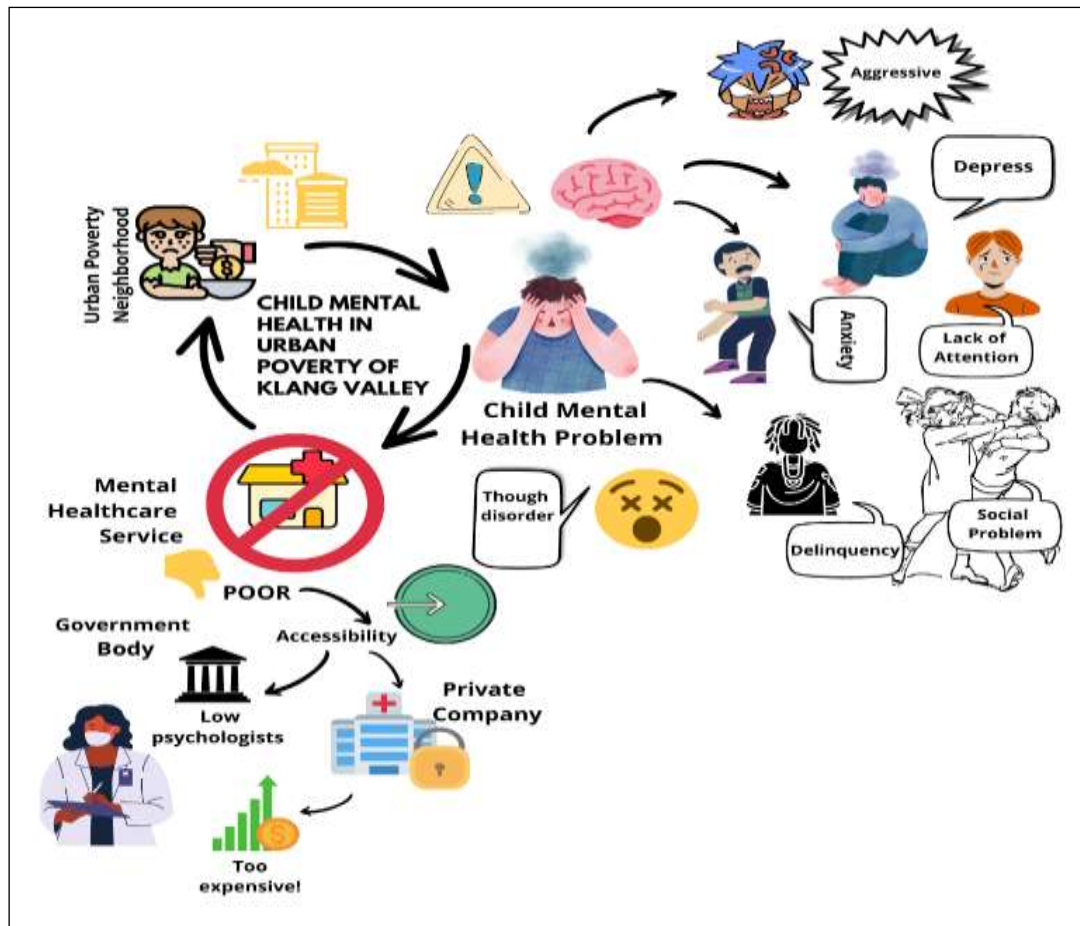 Aggressive
Depress
Urban Poverty
Neighborhood
CHILD MENTAL
HEALTH IN
URBAN
POVERTY OF
KLANG VALLEY
Anxiety
Lack of
Attention
Child Mental
Health Problem
Though
disorder
Delinquency
Social
Problem
Mental
Healthcare
Service
POOR
Accessibility
Government
Body
Low
psychologists
Private
Company
Too
expensive!